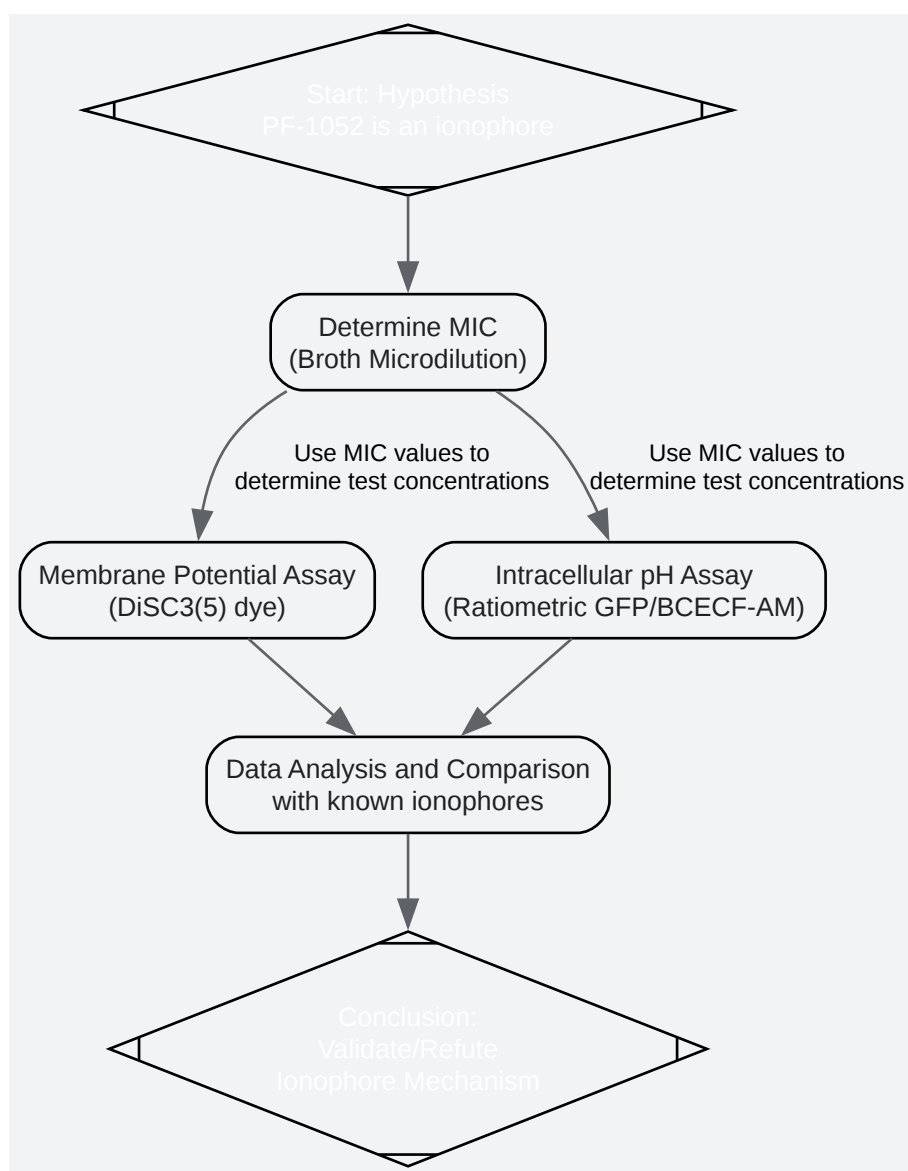 Start: Hypothesis
PF-1052 is an ionophore
Determine MIC
(Broth Microdilution)
Use MIC values to
determine test concentrations
Use MIC values to
determine test concentrations
Membrane Potential Assay
(DiSC3(5) dye)
Intracellular pH Assay
(Ratiometric GFP/BCECF-AM)
Data Analysis and Comparison
with known ionophores
Conclusion:
Validate/Refute
Ionophore Mechanism